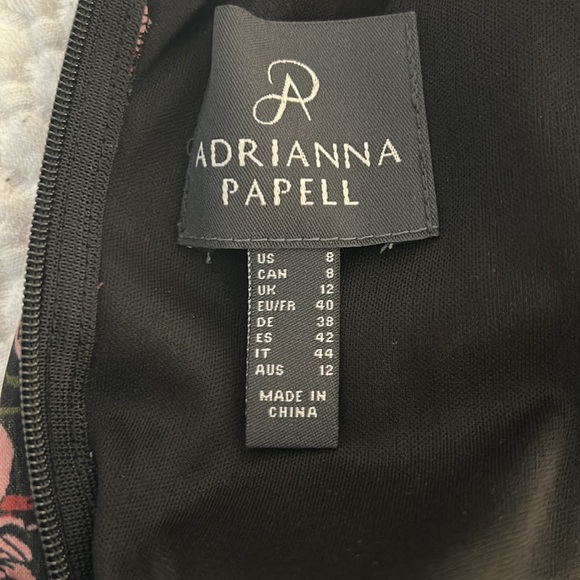 AP
ADRIANNA
PAPELL
US 8
CAN 8
UK 12
EU/FR 40
DE 38
ES 42
IT 44
AUS 12
MADE IN
CHINA